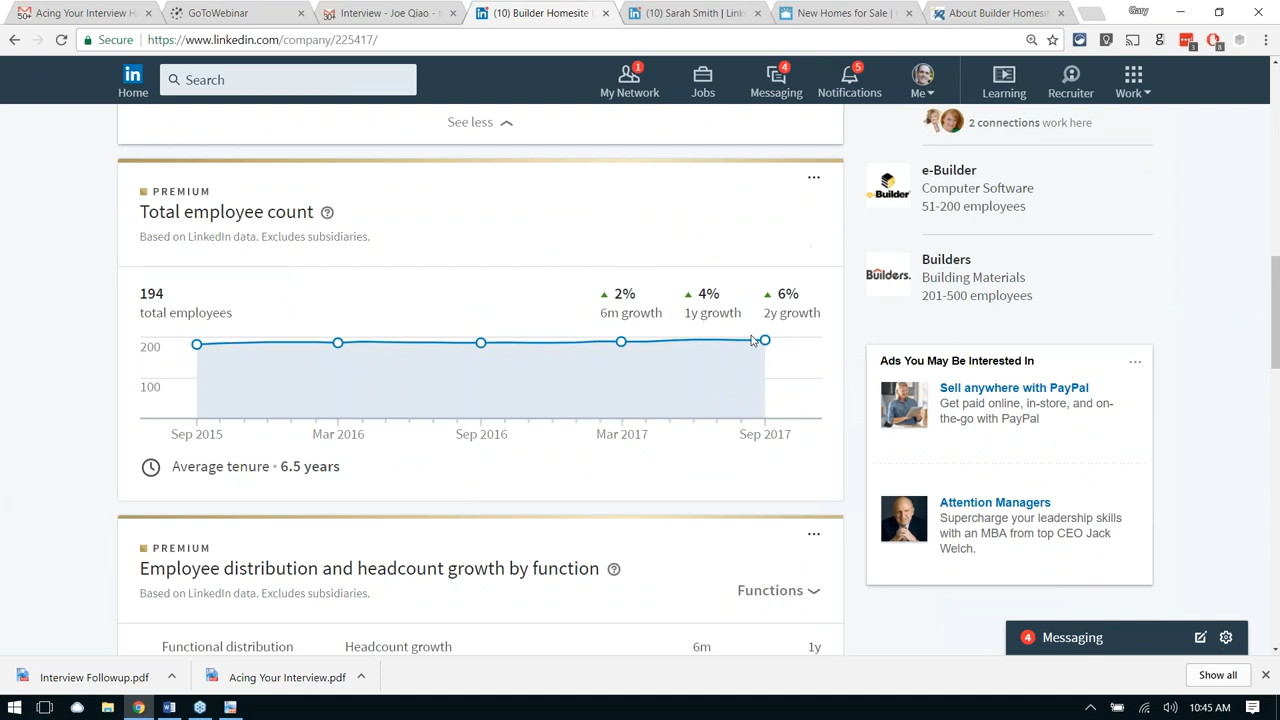 Acing Your Interview H
GoToWebinar
Interview - Joe Qiao - t
(10) Builder Homesite
(10) Sarah Smith | Link
New Homes for Sale |
About Builder Homesi
Gary
Secure
https://www.linkedin.com/company/225417/
Home
Search
1
My Network
Jobs
4
Messaging
5
Notifications
Me
Learning
Recruiter
Work
See less
PREMIUM
Total employee count
Based on LinkedIn data. Excludes subsidiaries.
194
total employees
2%
6m growth
4%
1y growth
6%
2y growth
200
100
Sep 2015
Mar 2016
Sep 2016
Mar 2017
Sep 2017
Average tenure • 6.5 years
PREMIUM
Employee distribution and headcount growth by function
Based on LinkedIn data. Excludes subsidiaries.
Functions
Functional distribution
Headcount growth
6m
1y
2 connections work here
e-Builder
e-Builder
Computer Software
51-200 employees
Builders.
Builders
Building Materials
201-500 employees
Ads You May Be Interested In
Sell anywhere with PayPal
Get paid online, in-store, and on-
the-go with PayPal
Attention Managers
Supercharge your leadership skills
with an MBA from top CEO Jack
Welch.
4
Messaging
Interview Followup.pdf
Acing Your Interview.pdf
Show all
10:45 AM